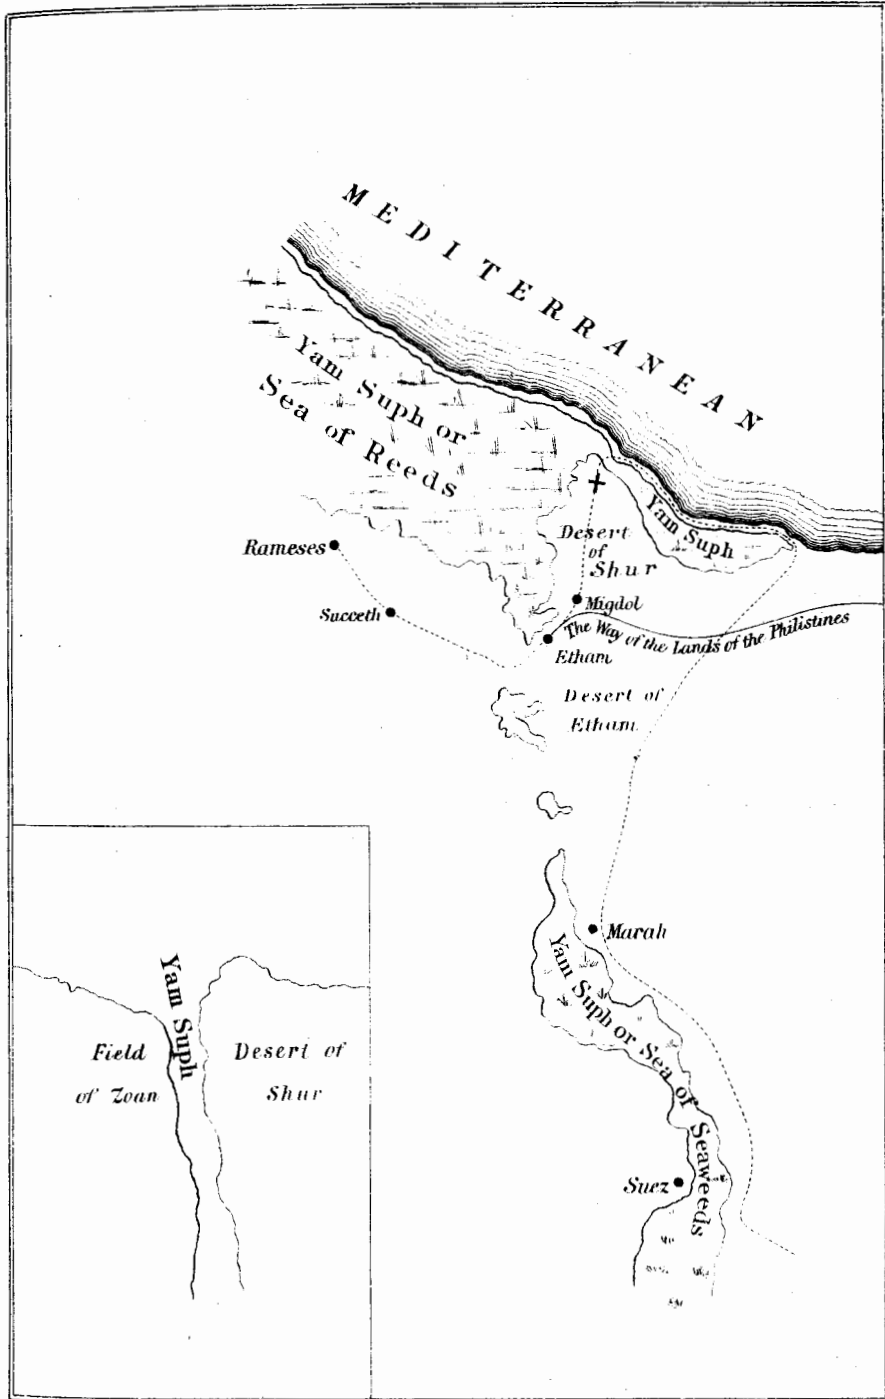 MEDITERRANEAN
Yam Suph or
Sea of Reeds
Yam Suph
Desert
of
Shur
Rameses
Succoth
Migdol
The Way of the Lands of the Philistines
Etham
Desert of
Etham
Marah
Yam Suph or Sea of Seaweeds
Suez
Yam Suph
Field
of Zoan
Desert of
Shur